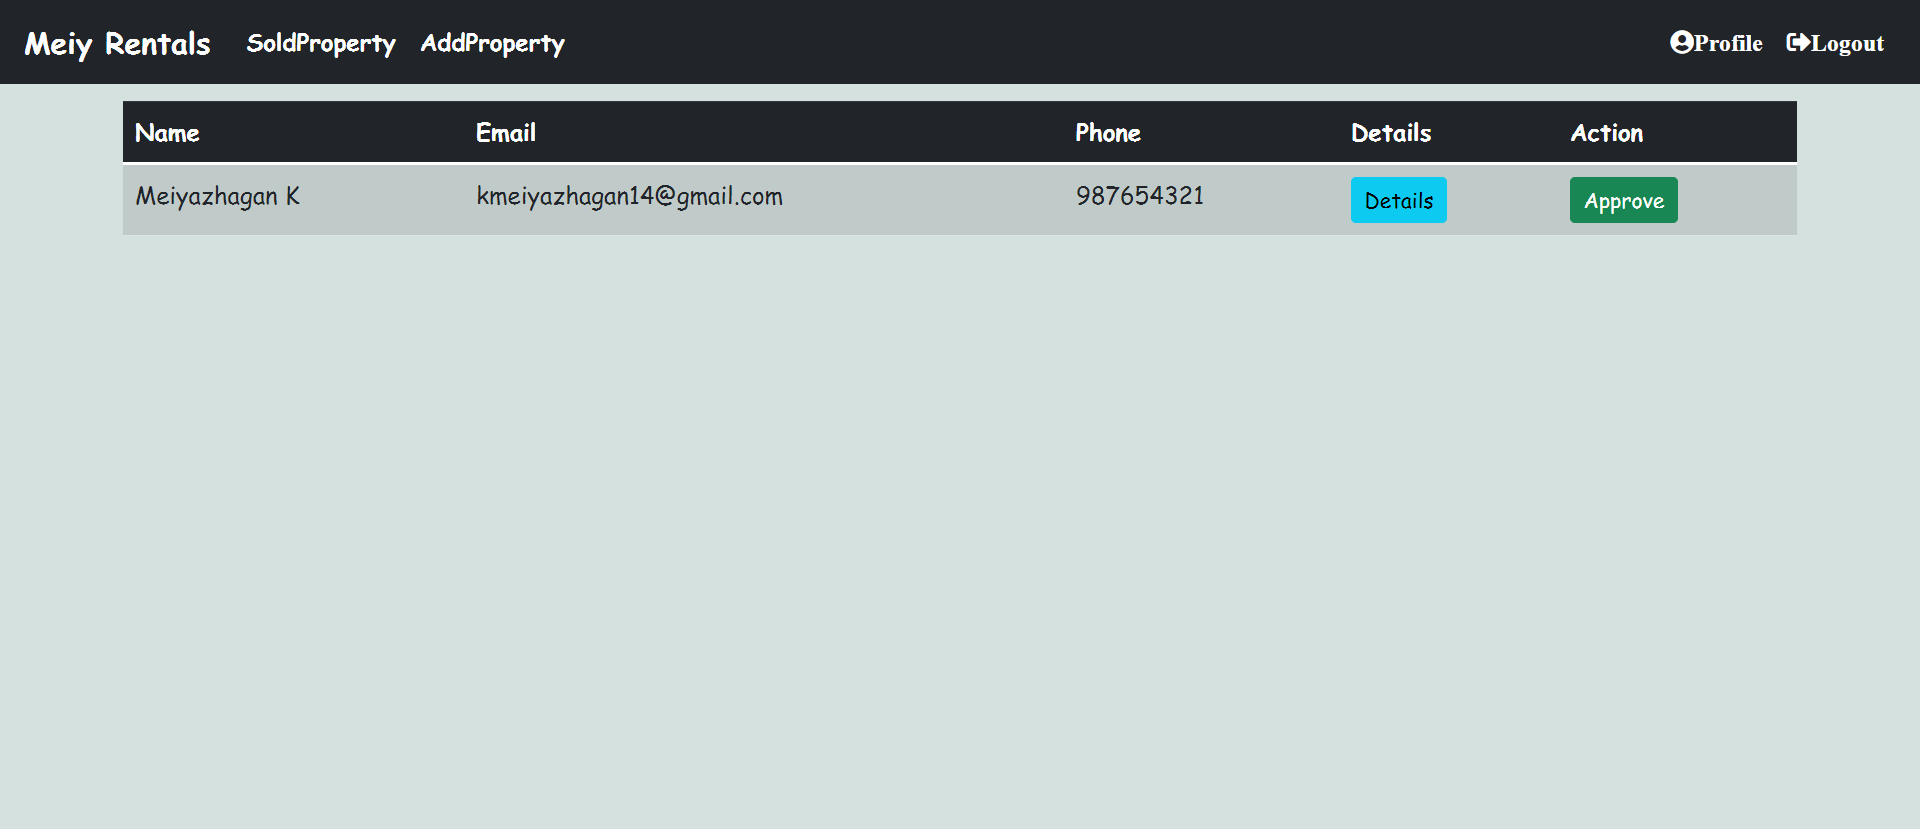 Meiy Rentals SoldProperty AddProperty Profile Logout
Name Email Phone Details Action
Meiyazhagan K kmeiyazhagan14@gmail.com 987654321 Details Approve